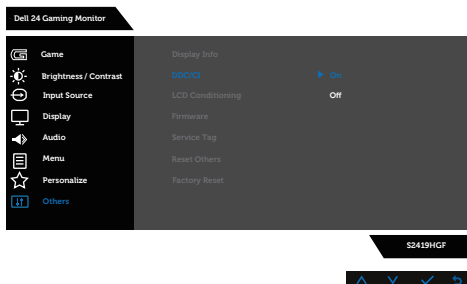 Dell 24 Gaming Monitor
Game
Display Info
Brightness / Contrast
DDC/CI
On
Input Source
LCD Conditioning
Off
Display
Firmware
Audio
Service Tag
Menu
Reset Others
Personalize
Factory Reset
Others
S2419HGF